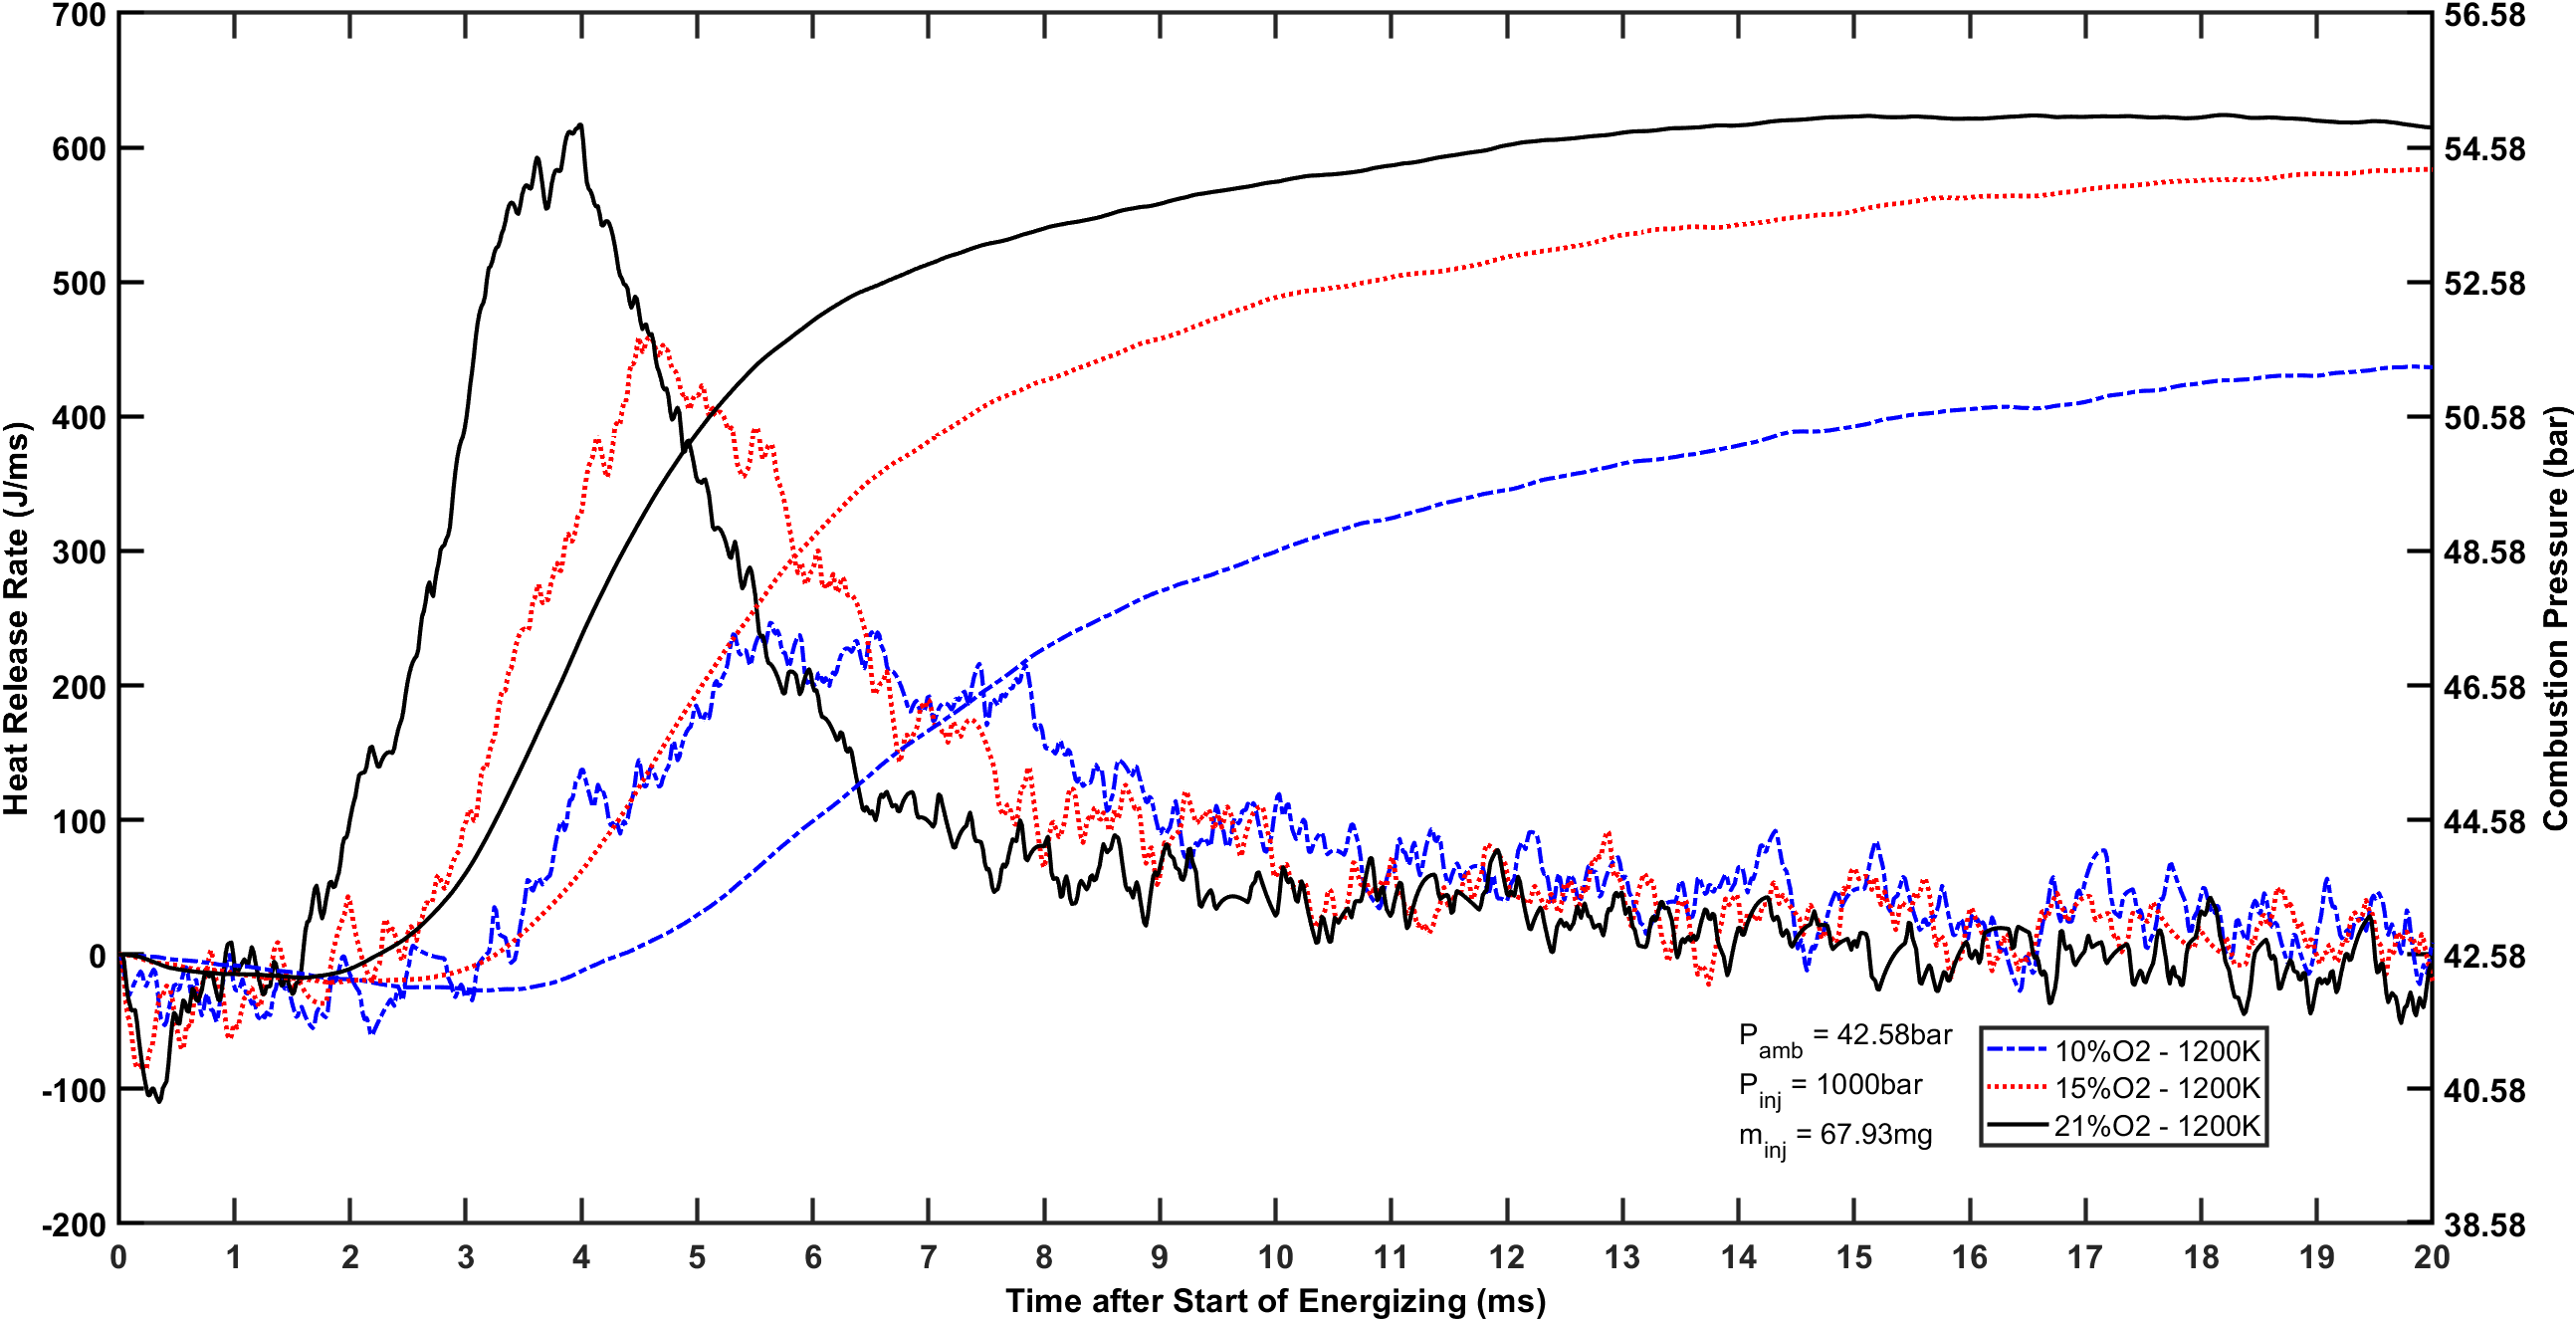 700
600
500
400
300
200
100
0
-100
-200
Heat Release Rate (J/ms)
56.58
54.58
52.58
50.58
48.58
46.58
44.58
42.58
40.58
38.58
Combustion Pressure (bar)
P_amb = 42.58bar
P_inj = 1000bar
m_inj = 67.93mg
10%O2 - 1200K
15%O2 - 1200K
21%O2 - 1200K
0 1 2 3 4 5 6 7 8 9 10 11 12 13 14 15 16 17 18 19 20
Time after Start of Energizing (ms)